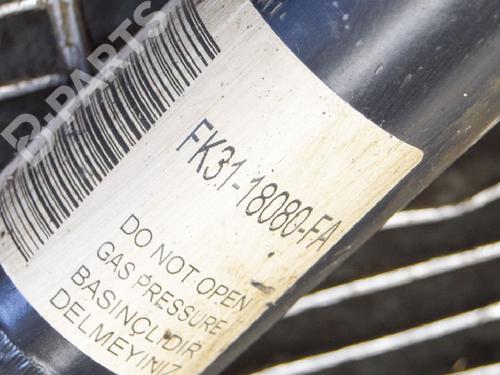 B-PARTS
FK31-18080-FA
DO NOT OPEN
GAS PRESSURE
BASINÇLIDIR
DELMEYINIZ